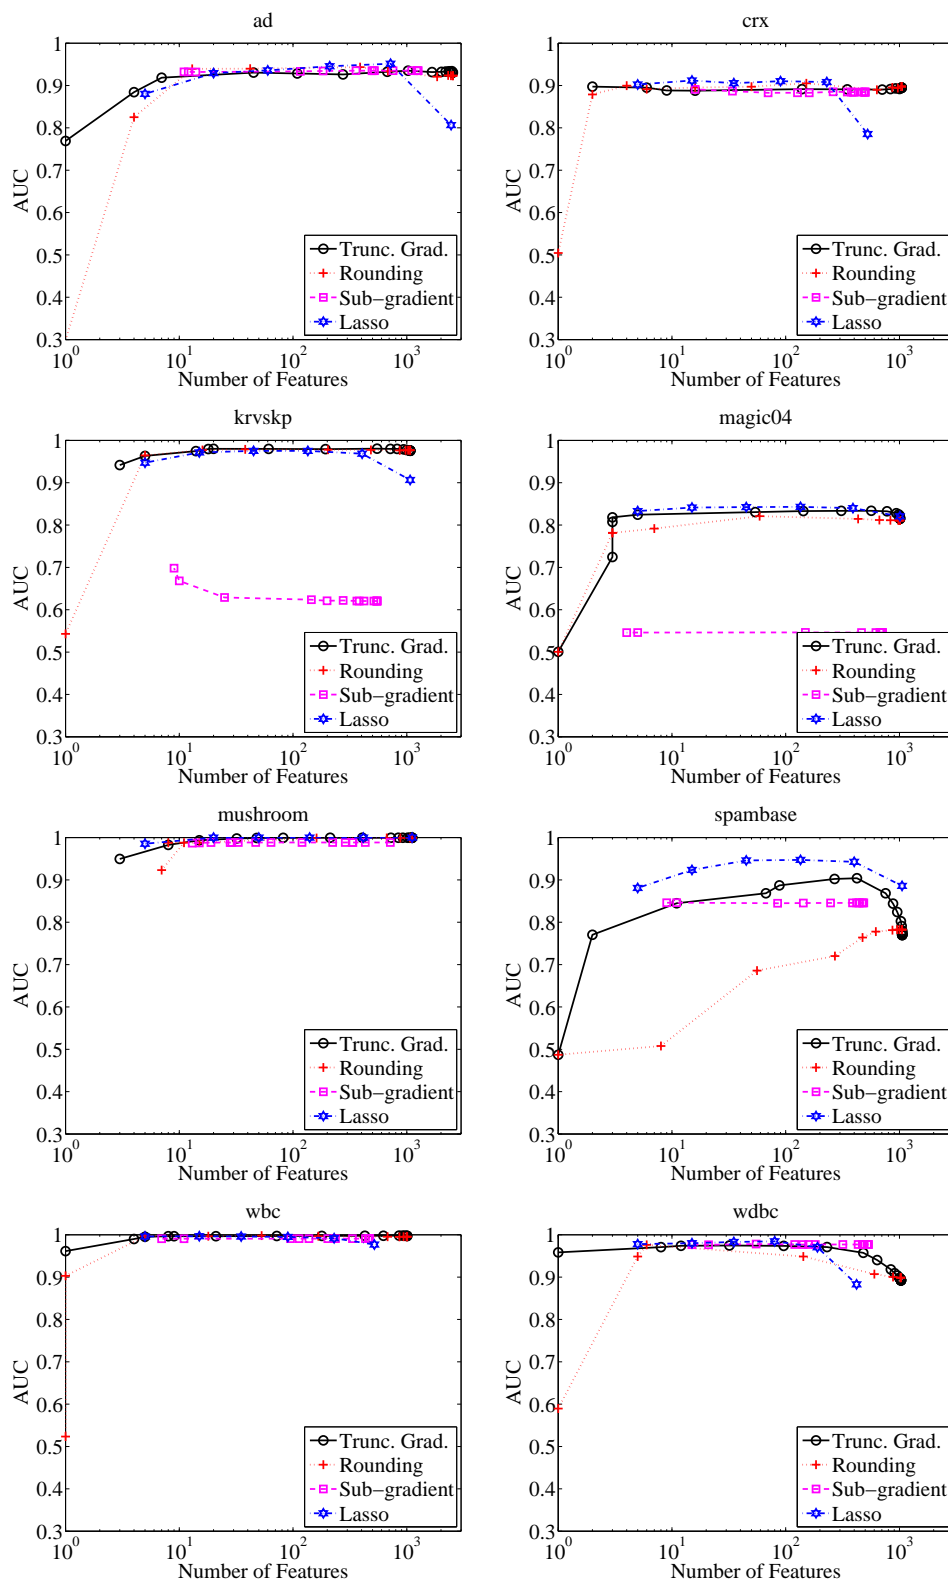 ad
1
0.9
0.8
0.7
0.6
0.5
0.4
0.3
AUC
10^0 10^1 10^2 10^3
Number of Features
Trunc. Grad.
Rounding
Sub-gradient
Lasso
crx
1
0.9
0.8
0.7
0.6
0.5
0.4
0.3
AUC
10^0 10^1 10^2 10^3
Number of Features
Trunc. Grad.
Rounding
Sub-gradient
Lasso
krvskp
1
0.9
0.8
0.7
0.6
0.5
0.4
0.3
AUC
10^0 10^1 10^2 10^3
Number of Features
Trunc. Grad.
Rounding
Sub-gradient
Lasso
magic04
1
0.9
0.8
0.7
0.6
0.5
0.4
0.3
AUC
10^0 10^1 10^2 10^3
Number of Features
Trunc. Grad.
Rounding
Sub-gradient
Lasso
mushroom
1
0.9
0.8
0.7
0.6
0.5
0.4
0.3
AUC
10^0 10^1 10^2 10^3
Number of Features
Trunc. Grad.
Rounding
Sub-gradient
Lasso
spambase
1
0.9
0.8
0.7
0.6
0.5
0.4
0.3
AUC
10^0 10^1 10^2 10^3
Number of Features
Trunc. Grad.
Rounding
Sub-gradient
Lasso
wbc
1
0.9
0.8
0.7
0.6
0.5
0.4
0.3
AUC
10^0 10^1 10^2 10^3
Number of Features
Trunc. Grad.
Rounding
Sub-gradient
Lasso
wdbc
1
0.9
0.8
0.7
0.6
0.5
0.4
0.3
AUC
10^0 10^1 10^2 10^3
Number of Features
Trunc. Grad.
Rounding
Sub-gradient
Lasso